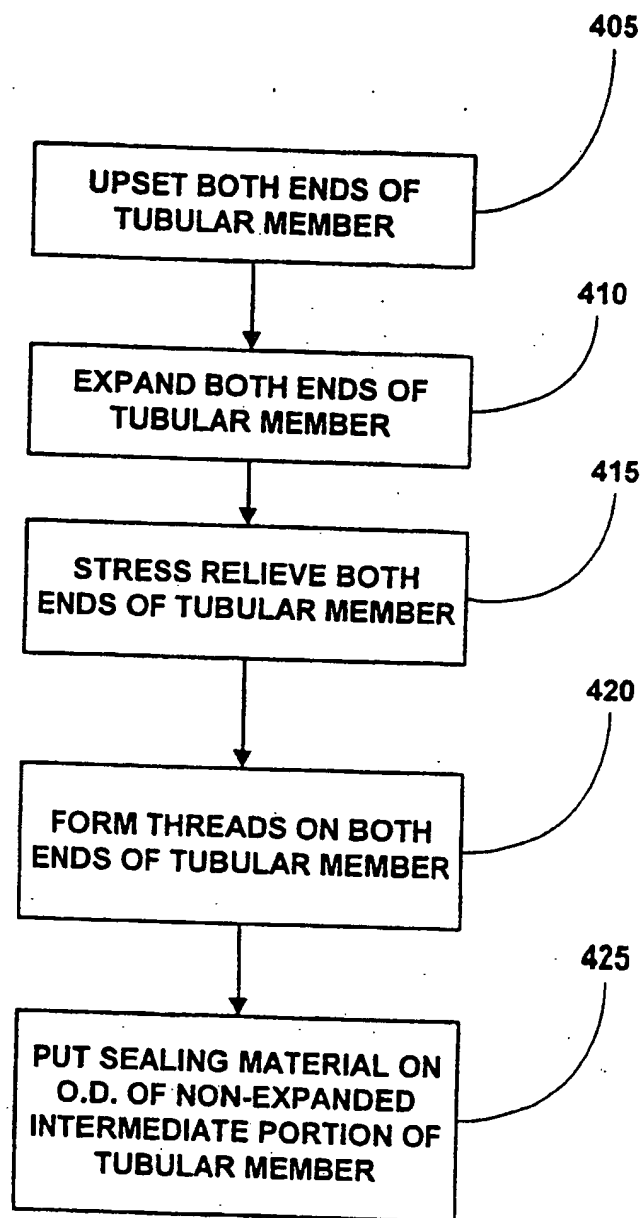 405
UPSET BOTH ENDS OF
TUBULAR MEMBER
410
EXPAND BOTH ENDS OF
TUBULAR MEMBER
415
STRESS RELIEVE BOTH
ENDS OF TUBULAR MEMBER
420
FORM THREADS ON BOTH
ENDS OF TUBULAR MEMBER
425
PUT SEALING MATERIAL ON
O.D. OF NON-EXPANDED
INTERMEDIATE PORTION OF
TUBULAR MEMBER